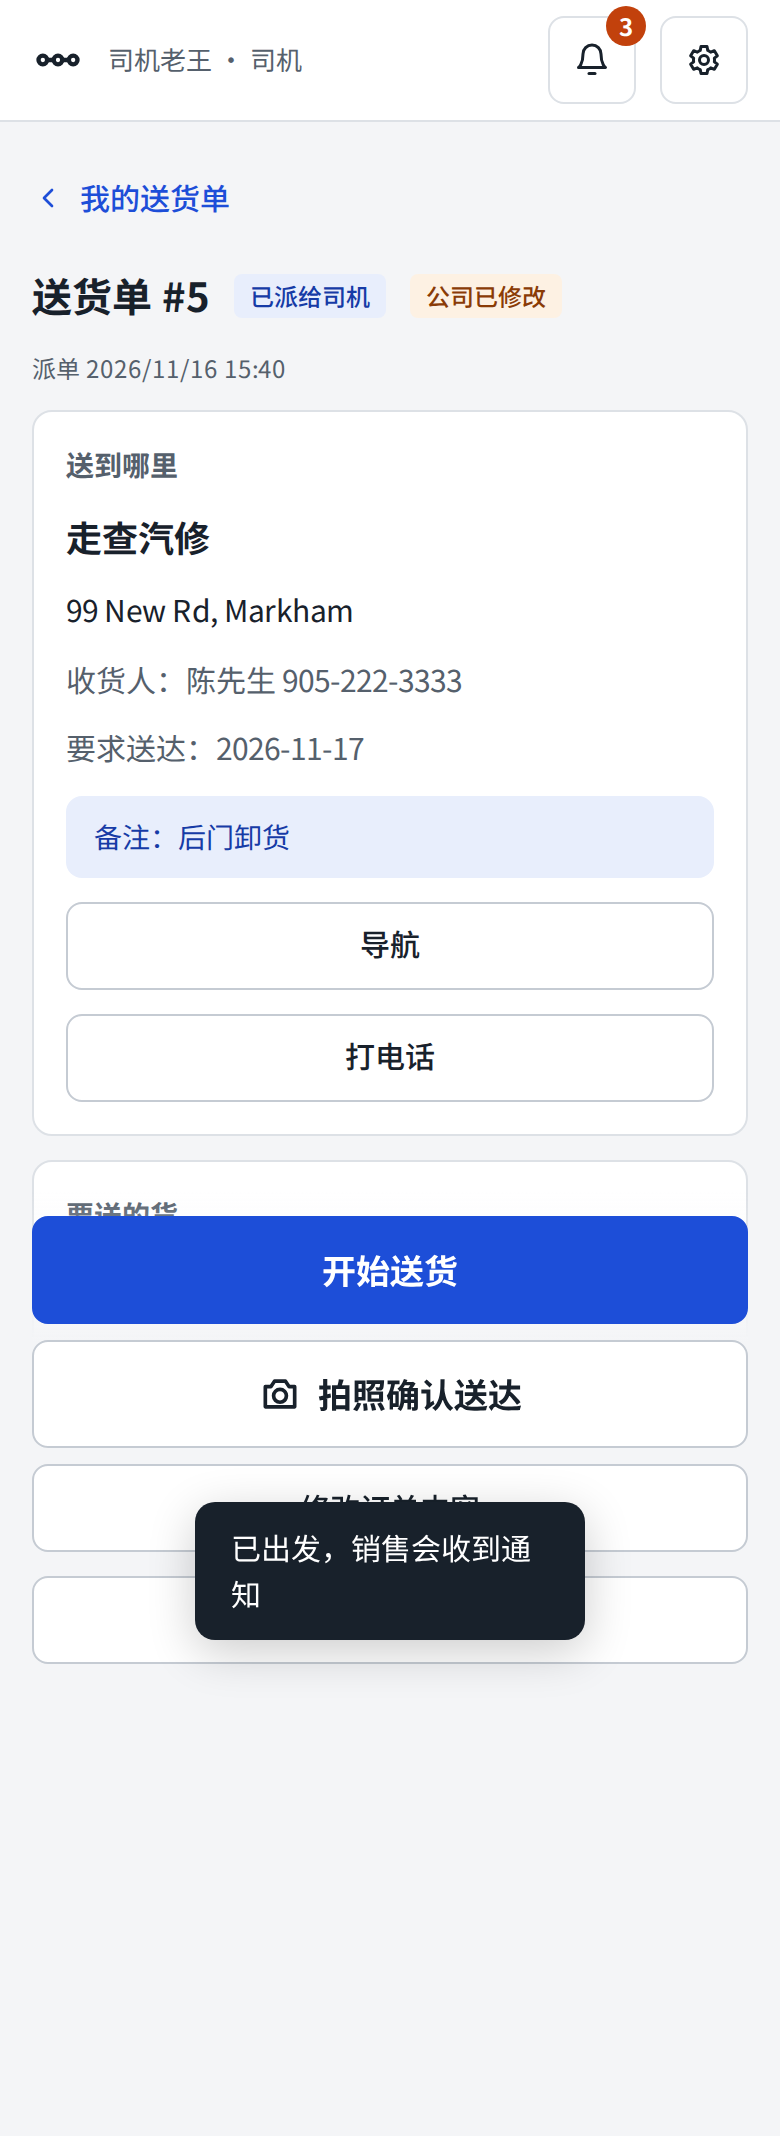 司机老王 · 司机
3
我的送货单
送货单 #5
已派给司机
公司已修改
派单 2026/11/16 15:40
送到哪里
走查汽修
99 New Rd, Markham
收货人：陈先生 905-222-3333
要求送达：2026-11-17
备注：后门卸货
导航
打电话
要送的货
开始送货
拍照确认送达
已出发，销售会收到通
知